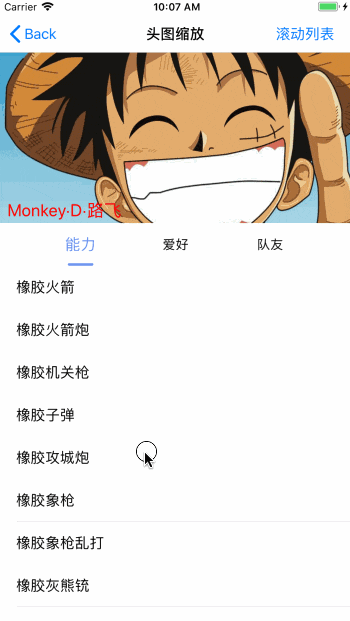 Carrier 10:07 AM
Back 头图缩放 滚动列表
Monkey·D·路飞
能力 爱好 队友
橡胶火箭
橡胶火箭炮
橡胶机关枪
橡胶子弹
橡胶攻城炮
橡胶象枪
橡胶象枪乱打
橡胶灰熊铳